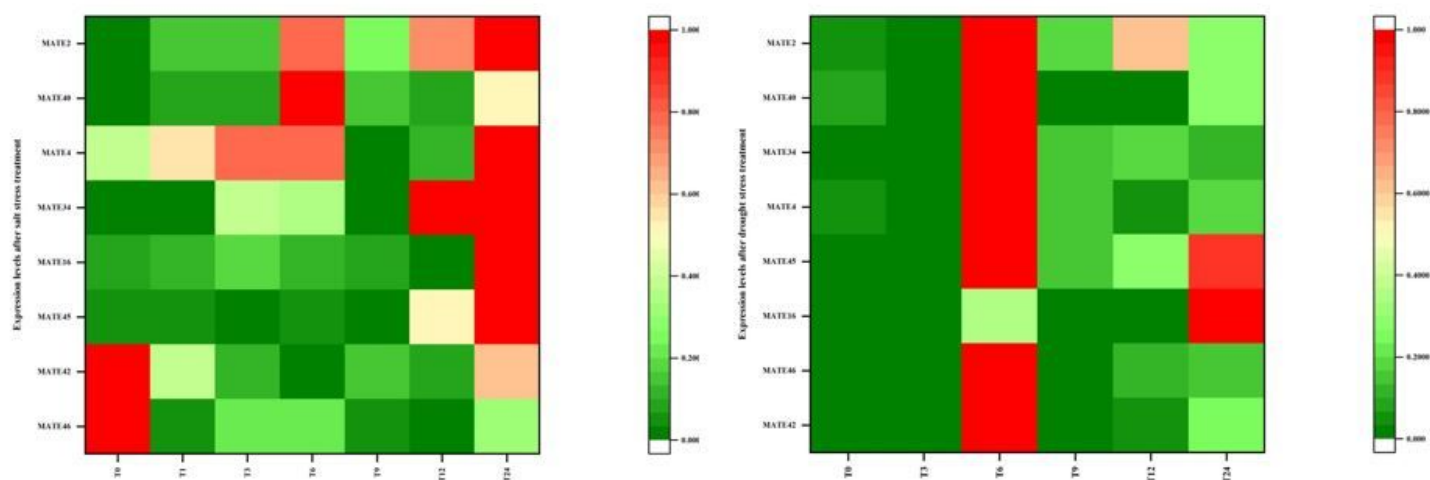 Expression levels after salt stress treatment
MATE2
MATE40
MATE4
MATE34
MATE16
MATE45
MATE42
MATE46
T0 T1 T3 T6 T9 T12 T24
1.000
0.800
0.600
0.400
0.200
0.000
Expression levels after drought stress treatment
MATE2
MATE40
MATE34
MATE4
MATE45
MATE16
MATE46
MATE42
T0 T3 T6 T9 T12 T24
1.000
0.8000
0.6000
0.4000
0.2000
0.000